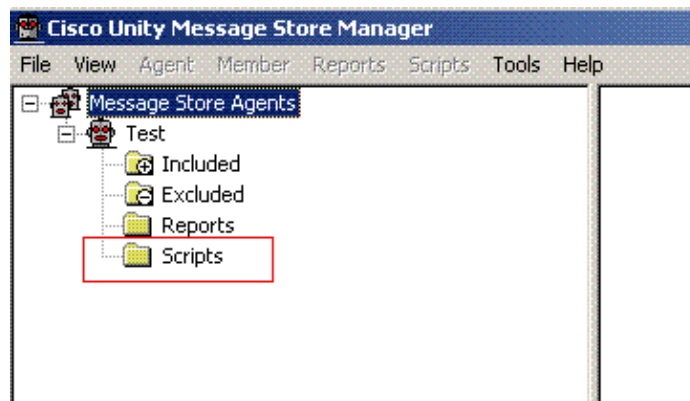 Cisco Unity Message Store Manager
File View Agent Member Reports Scripts Tools Help
Message Store Agents
Test
Included
Excluded
Reports
Scripts